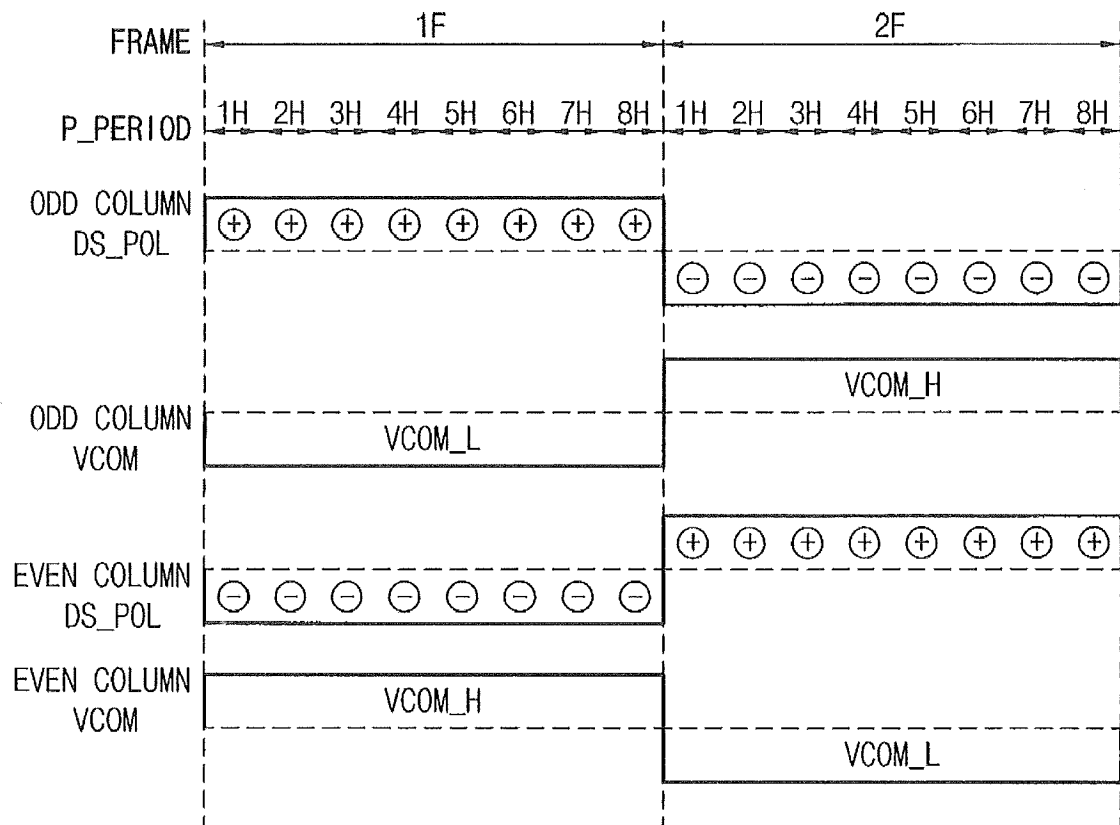 FRAME 1F 2F
P_PERIOD 1H 2H 3H 4H 5H 6H 7H 8H 1H 2H 3H 4H 5H 6H 7H 8H
ODD COLUMN
DS_POL
+ + + + + + + +
- - - - - - - -
VCOM_H
ODD COLUMN
VCOM
VCOM_L
+ + + + + + + +
EVEN COLUMN
DS_POL
- - - - - - - -
EVEN COLUMN
VCOM
VCOM_H
VCOM_L